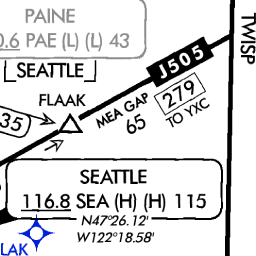 PAINE
0.6 PAE (L) (L) 43
SEATTLE
FLAAK
35
J505
MEA GAP
65
279
TO YXC
TWISP
SEATTLE
116.8 SEA (H) (H) 115
N47°26.12'
W122°18.58'
LAK